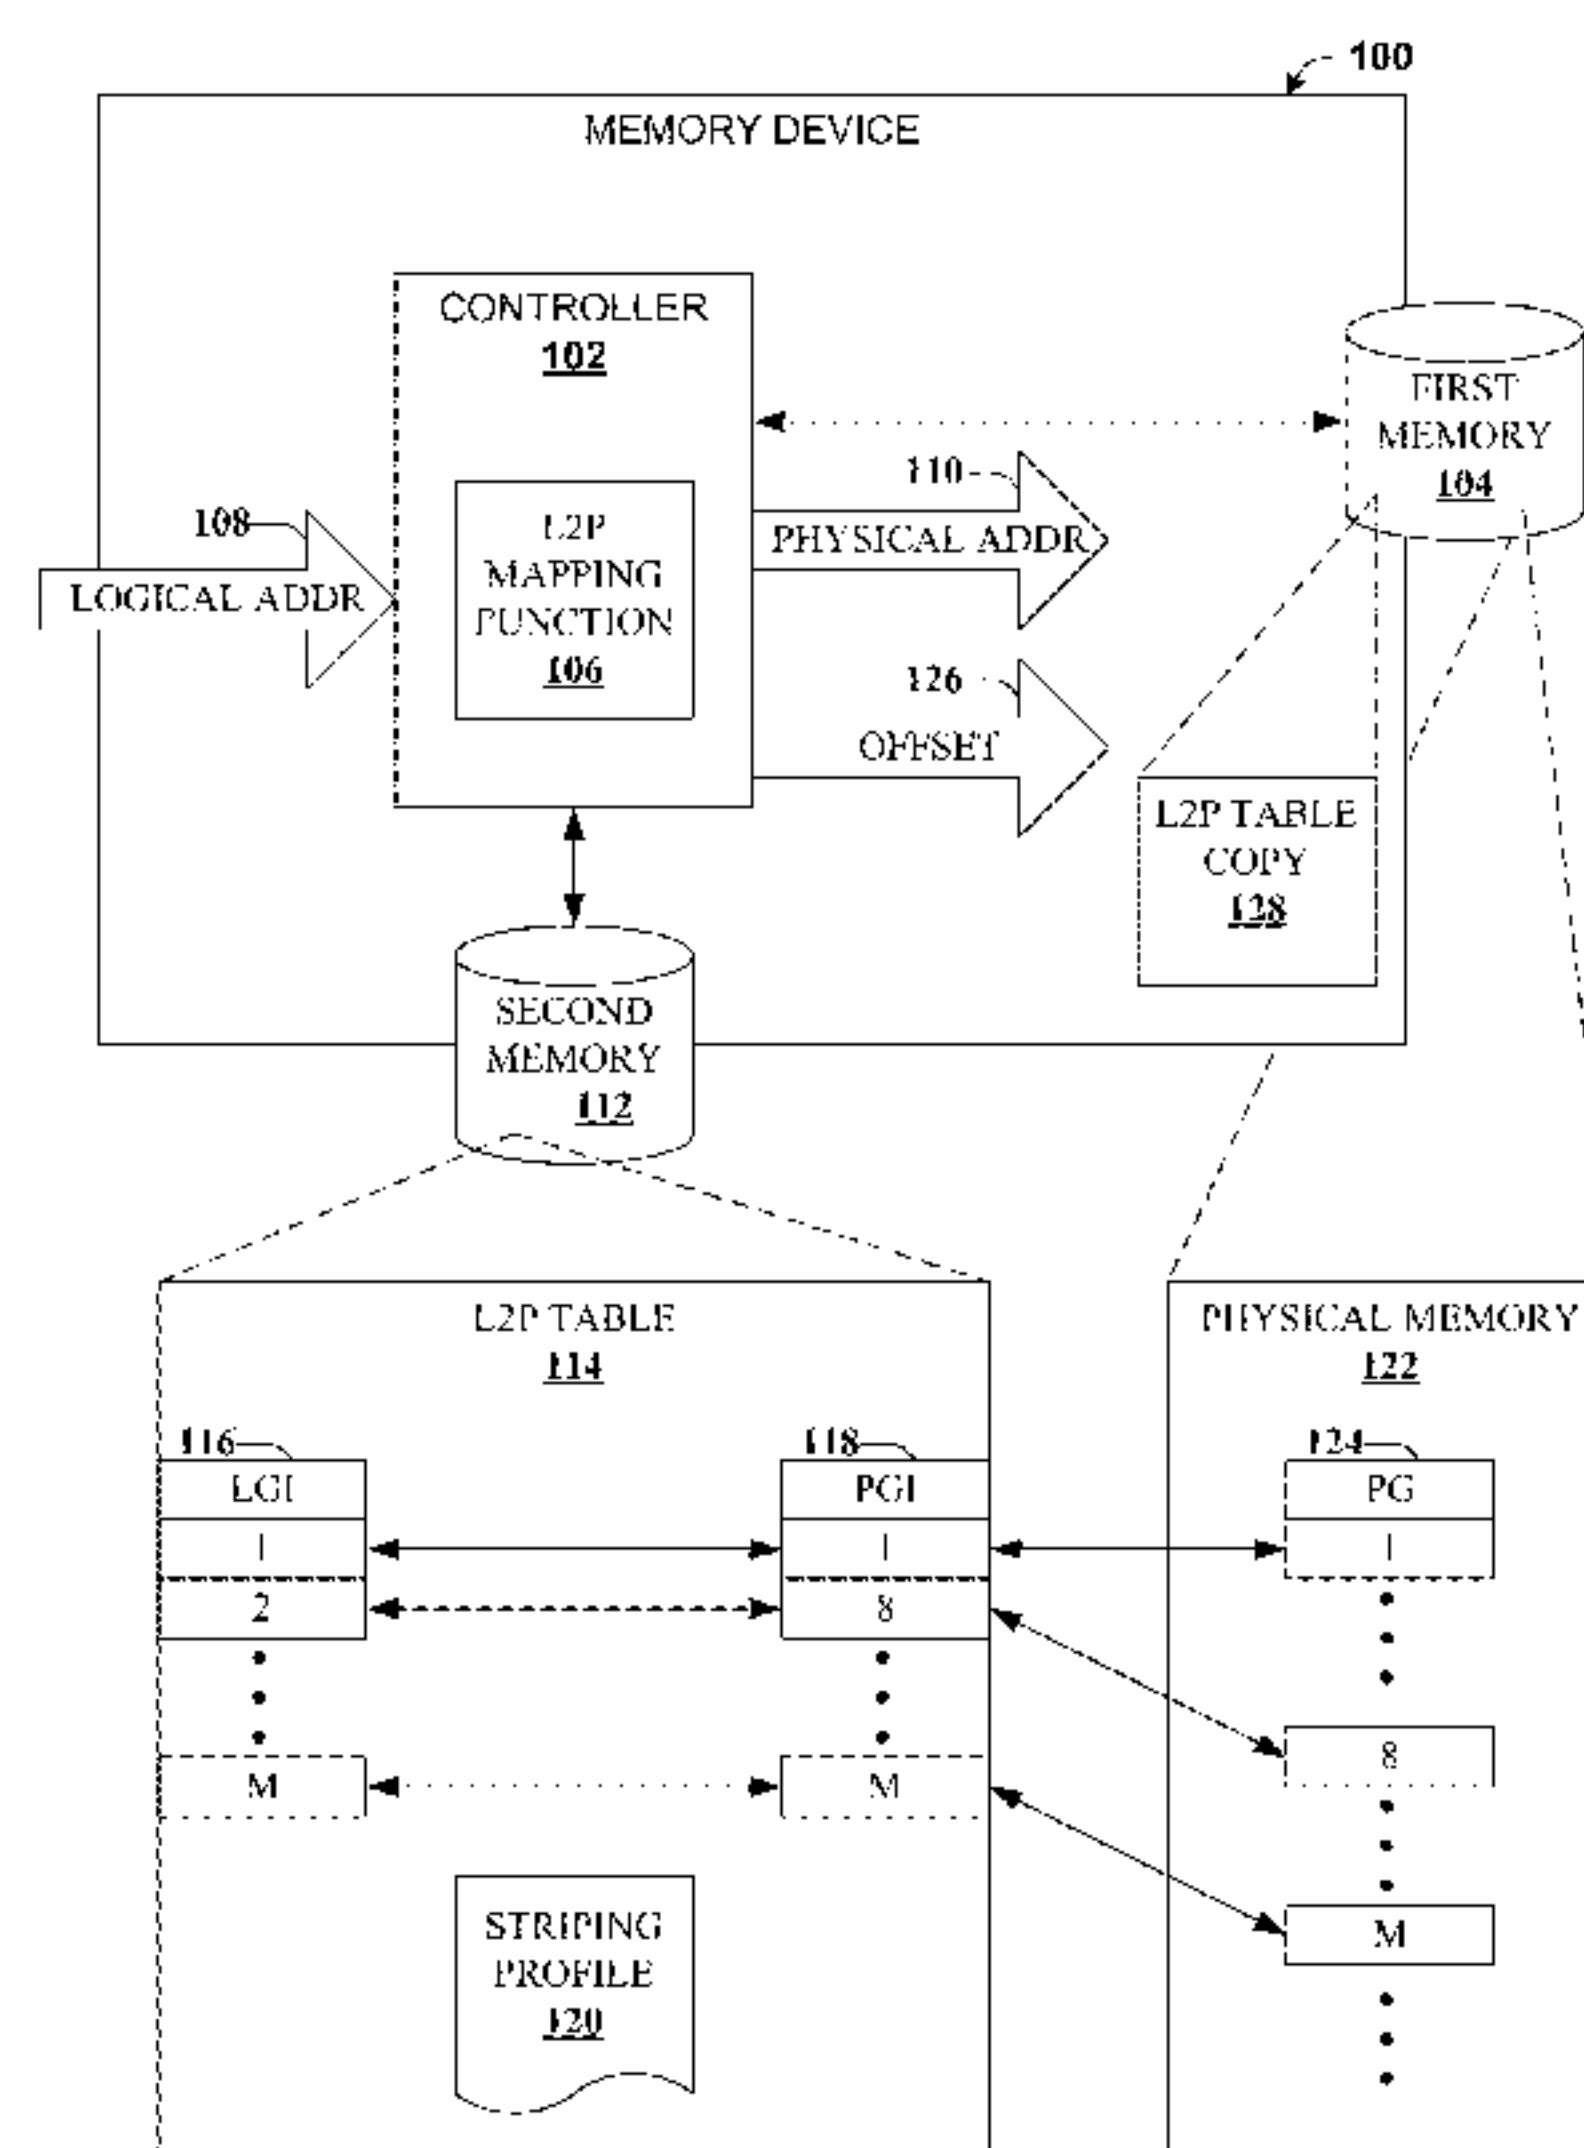 100
MEMORY DEVICE
CONTROLLER
102
FIRST
MEMORY
104
110
108
L2P
MAPPING
FUNCTION
106
PHYSICAL ADDR
LOGICAL ADDR
126
OFFSET
L2P TABLE
COPY
128
SECOND
MEMORY
112
L2P TABLE
114
PHYSICAL MEMORY
122
116
118
124
LGI
PGI
PG
1
1
1
2
8
8
M
M
M
STRIPING
PROFILE
120